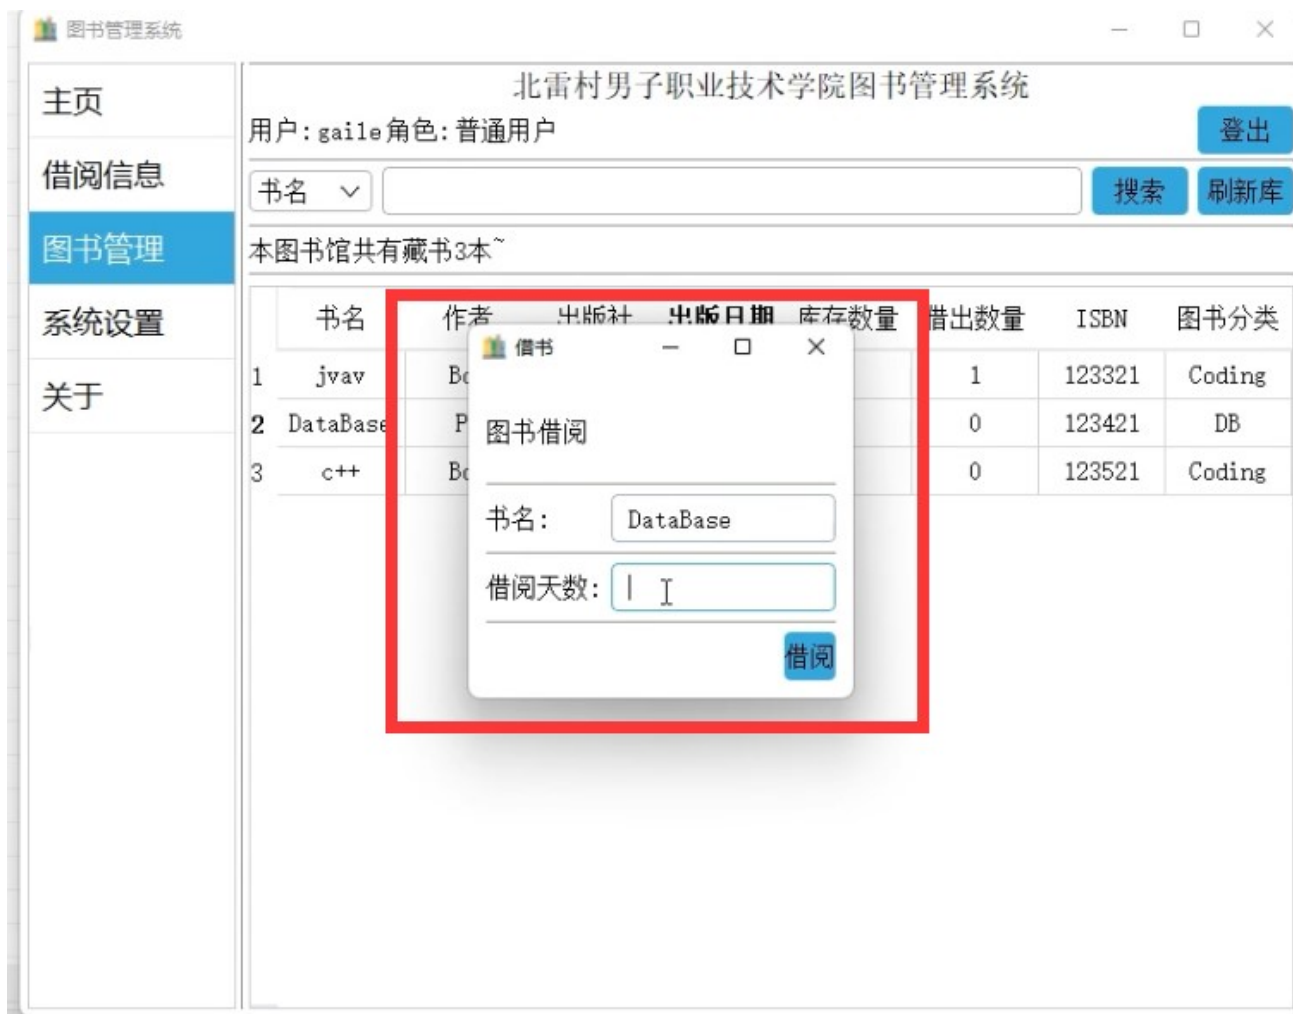 图书管理系统
主页
借阅信息
图书管理
系统设置
关于
北雷村男子职业技术学院图书管理系统
用户:gaile角色:普通用户
登出
书名
搜索
刷新库
本图书馆共有藏书3本~
书名 作者 出版社 出版日期 库存数量 借出数量 ISBN 图书分类
1 jvav 1 123321 Coding
2 DataBase 0 123421 DB
3 c++ 0 123521 Coding
借书
图书借阅
书名: DataBase
借阅天数:
借阅